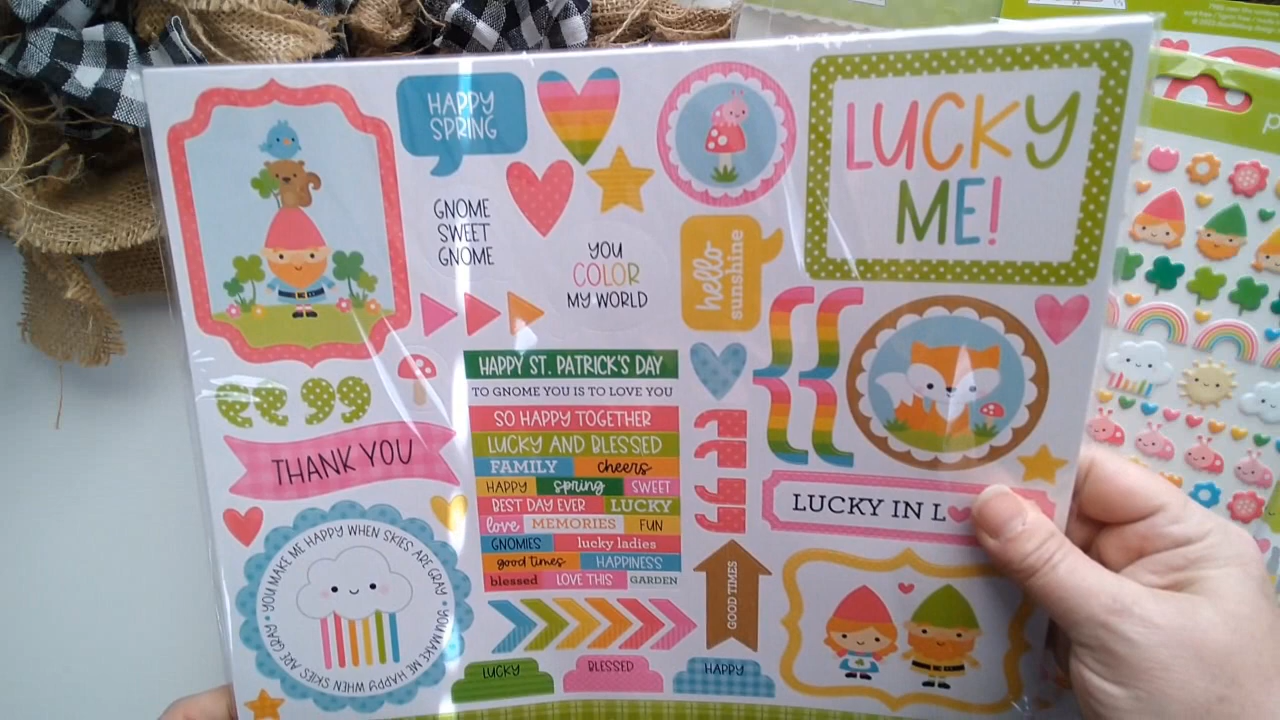 HAPPY
SPRING
LUCKY
ME!
GNOME
SWEET
GNOME
YOU
COLOR
MY WORLD
hello
sunshine
HAPPY ST. PATRICK'S DAY
TO GNOME YOU IS TO LOVE YOU
SO HAPPY TOGETHER
LUCKY AND BLESSED
FAMILY cheers
HAPPY spring SWEET
BEST DAY EVER LUCKY
love MEMORIES FUN
GNOMIES lucky ladies
good times HAPPINESS
blessed LOVE THIS GARDEN
THANK YOU
LUCKY IN L
YOU MAKE ME HAPPY WHEN SKIES ARE GRAY • YOU MAKE ME HAPPY WHEN SKIES ARE GRAY •
GOOD TIMES
LUCKY
BLESSED
HAPPY